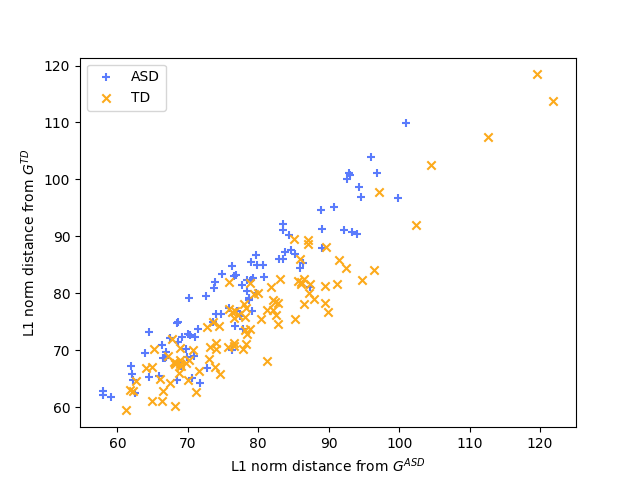 ASD
TD
120
110
100
90
80
70
60
L1 norm distance from G^{TD}
60 70 80 90 100 110 120
L1 norm distance from G^{ASD}